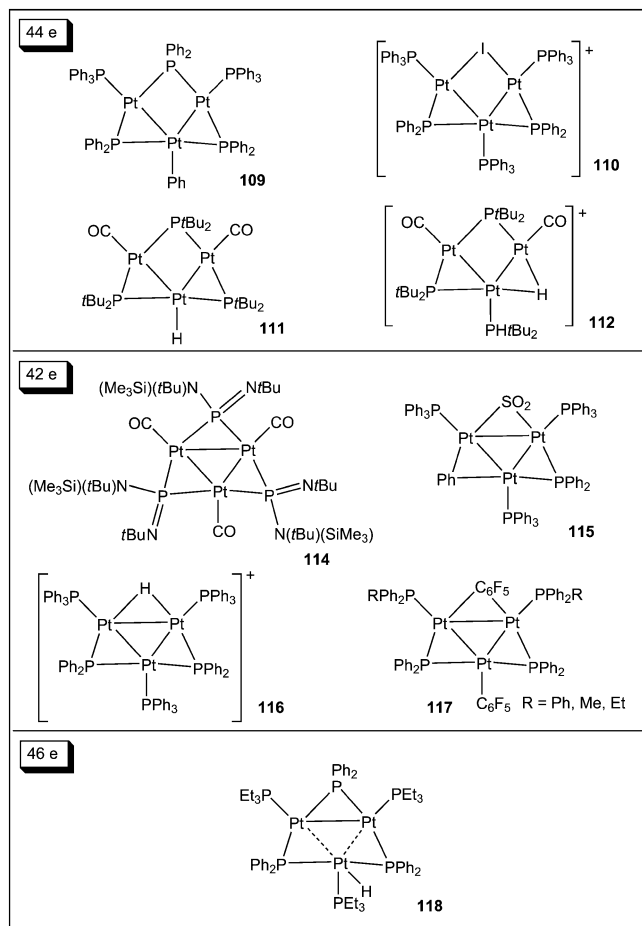 44 e
Ph2
Ph3P P PPh3
Pt Pt
Ph2P Pt PPh2
Ph
109
+
Ph3P I PPh3
Pt Pt
Ph2P Pt PPh2
PPh3
110
PtBu2
OC CO
Pt Pt
tBu2P Pt PtBu2
H
111
+
PtBu2
OC CO
Pt Pt
tBu2P Pt H
PHtBu2
112
42 e
(Me3Si)(tBu)N NtBu
P
OC CO
Pt Pt
(Me3Si)(tBu)N P Pt P NtBu
tBuN CO N(tBu)(SiMe3)
114
SO2
Ph3P PPh3
Pt Pt
Ph Pt PPh2
PPh3
115
+
Ph3P H PPh3
Pt Pt
Ph2P Pt PPh2
PPh3
116
C6F5
RPh2P PPh2R
Pt Pt
Ph2P Pt PPh2
C6F5
117 R = Ph, Me, Et
46 e
Ph2
Et3P P PEt3
Pt Pt
Ph2P Pt PPh2
H
PEt3
118